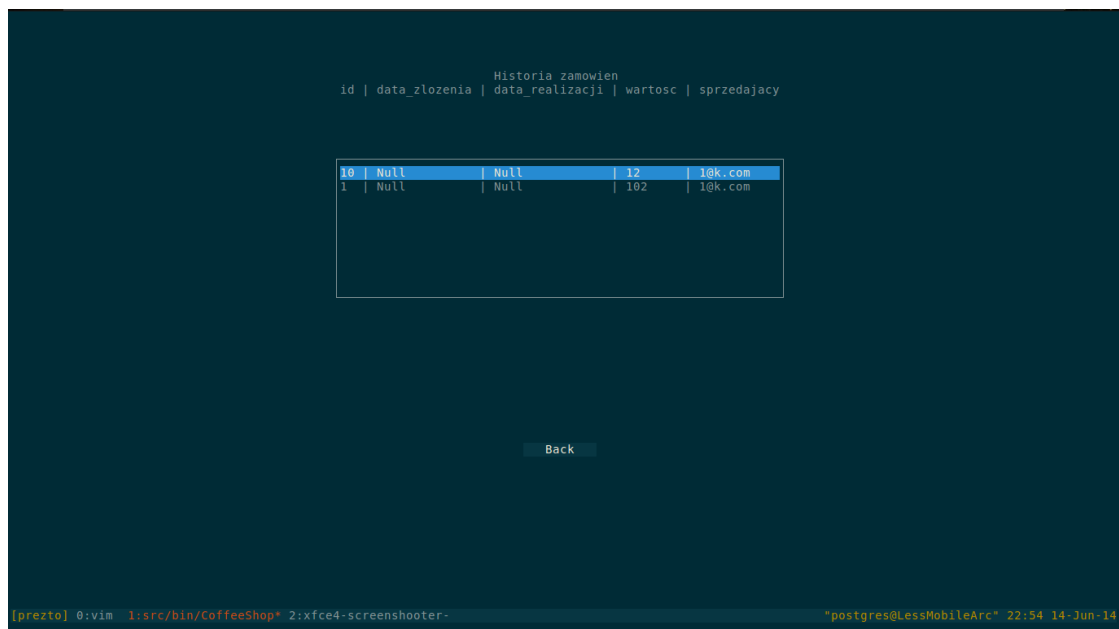 Historia zamowien
id | data_zlozenia | data_realizacji | wartosc | sprzedajacy
10 | Null | Null | 12 | 1@k.com
1 | Null | Null | 102 | 1@k.com
Back
[prezto] 0:vim 1:src/bin/CoffeeShop* 2:xfce4-screenshooter- "postgres@LessMobileArc" 22:54 14-Jun-14